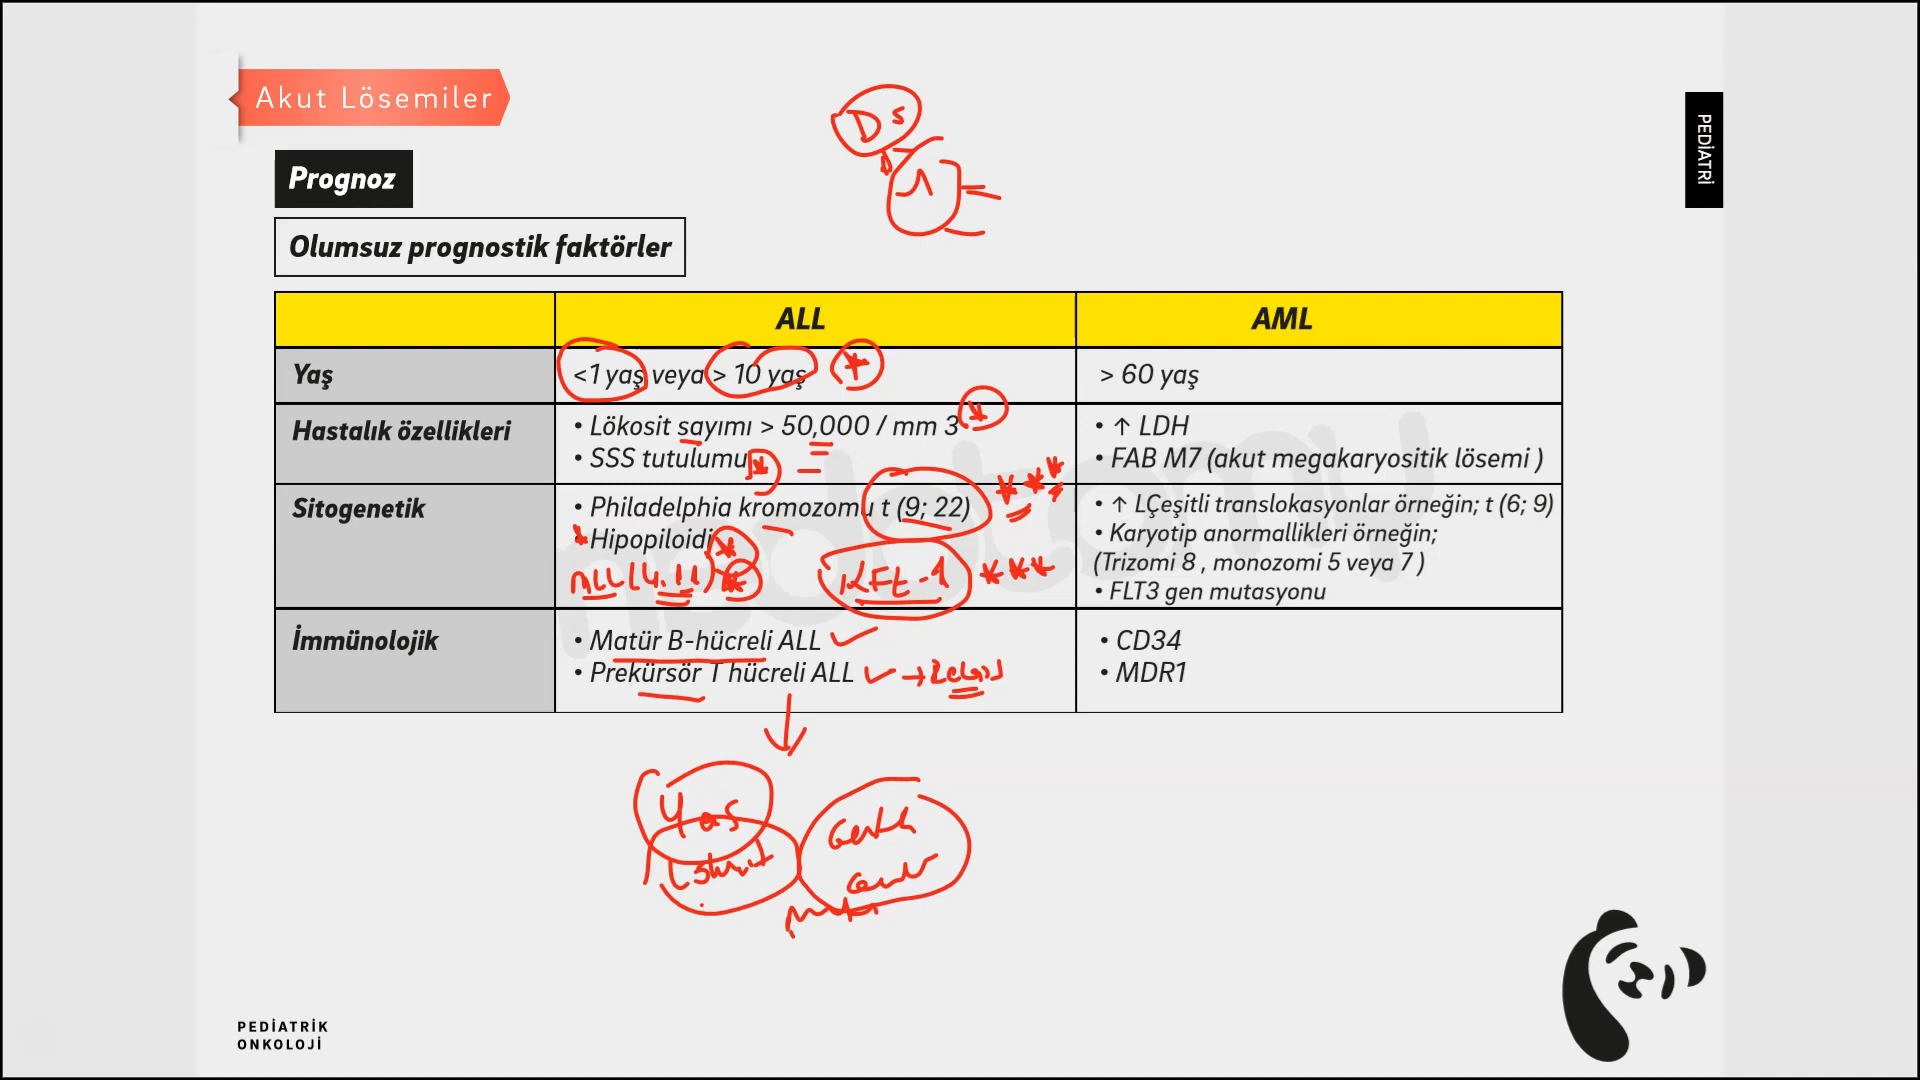 Akut Lösemiler
DS
PEDİATRİ
Prognoz
Olumsuz prognostik faktörler
ALL
AML
Yaş
<1 yaş veya > 10 yaş
> 60 yaş
Hastalık özellikleri
• Lökosit sayımı > 50,000 / mm 3
• SSS tutulumu
• ↑ LDH
• FAB M7 (akut megakaryositik lösemi )
Sitogenetik
• Philadelphia kromozomu t (9; 22)
• Hipopiloidi
MLL (4.11)
• ↑ LÇeşitli translokasyonlar örneğin; t (6; 9)
• Karyotip anormallikleri örneğin;
(Trizomi 8 , monozomi 5 veya 7 )
• FLT3 gen mutasyonu
İmmünolojik
• Matür B-hücreli ALL
• Prekürsör T hücreli ALL →
• CD34
• MDR1
Yaş
medatomy
PEDİATRİK
ONKOLOJİ